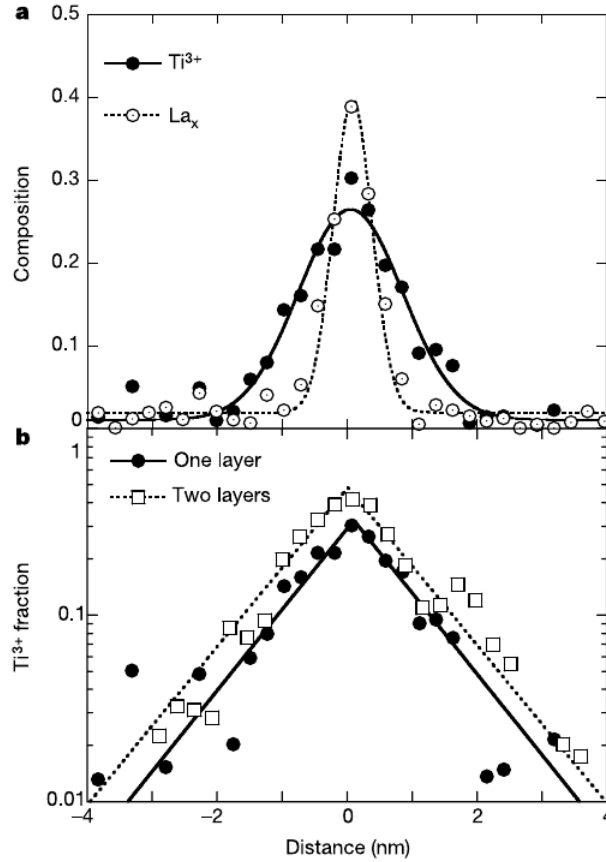 a
0.5
0.4
0.3
0.2
0.1
0
Composition
Ti³⁺
Laₓ
b
1
0.1
0.01
Ti³⁺ fraction
One layer
Two layers
−4
−2
0
2
4
Distance (nm)